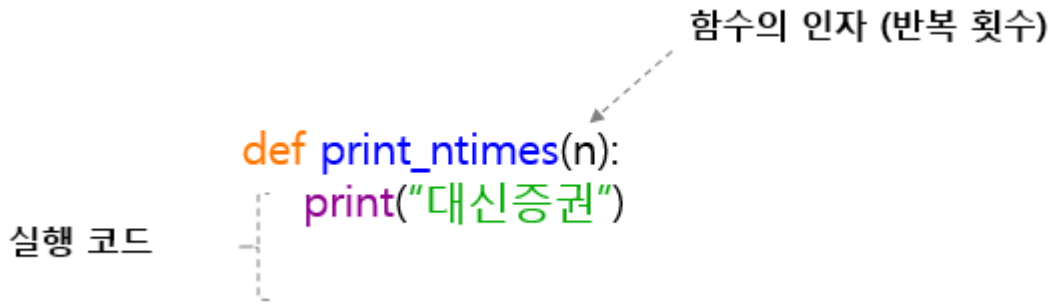 함수의 인자 (반복 횟수)
def print_ntimes(n):
print(“대신증권”)
실행 코드